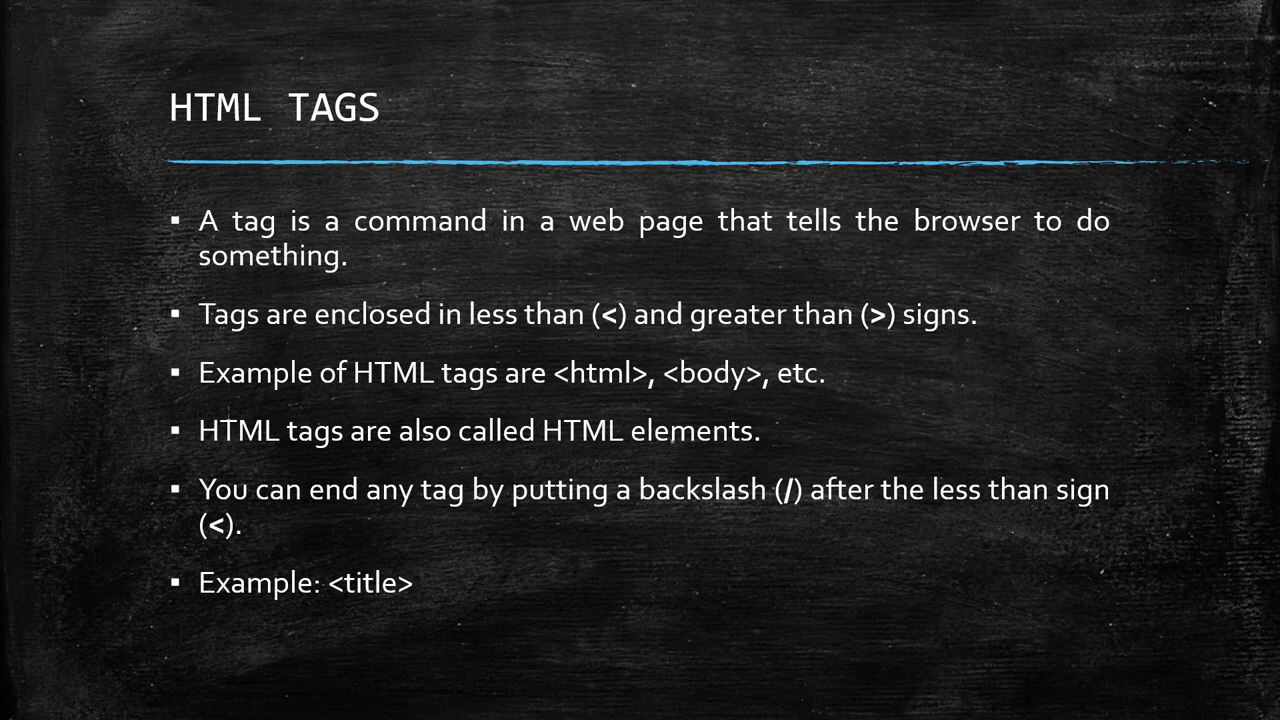 HTML TAGS
▪ A tag is a command in a web page that tells the browser to do
something.
▪ Tags are enclosed in less than (<) and greater than (>) signs.
▪ Example of HTML tags are <html>, <body>, etc.
▪ HTML tags are also called HTML elements.
▪ You can end any tag by putting a backslash (/) after the less than sign
(<).
▪ Example: <title>